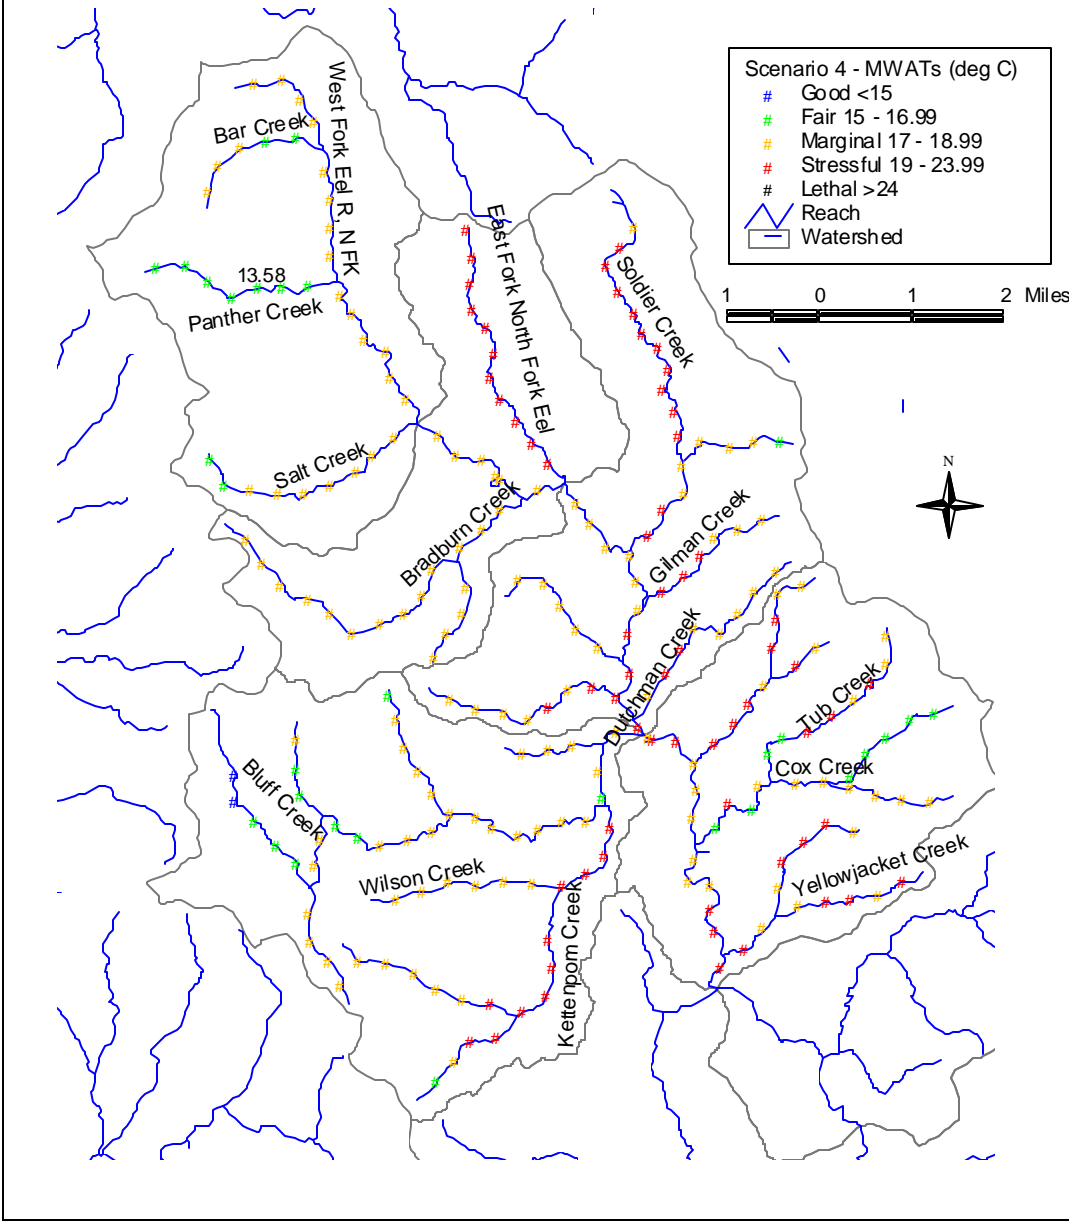 Scenario 4 - MWATs (deg C)
# Good <15
# Fair 15 - 16.99
# Marginal 17 - 18.99
# Stressful 19 - 23.99
# Lethal >24
Reach
Watershed
1 0 1 2 Miles
N
West Fork Eel R, N FK
Bar Creek
13.58
Panther Creek
East Fork North Fork Eel
Soldier Creek
Salt Creek
Bradburn Creek
Gilman Creek
Dutchman Creek
Tub Creek
Cox Creek
Bluff Creek
Wilson Creek
Yellowjacket Creek
Kettenpom Creek